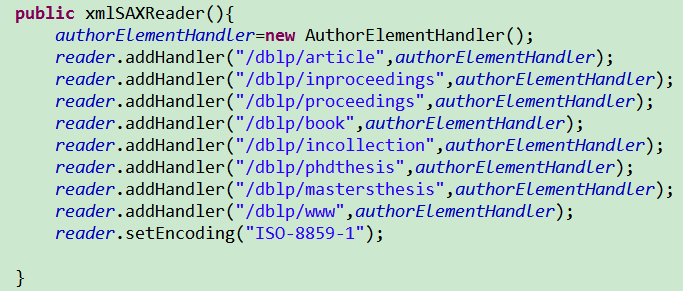 public xmlSAXReader(){
authorElementHandler=new AuthorElementHandler();
reader.addHandler("/dblp/article",authorElementHandler);
reader.addHandler("/dblp/inproceedings",authorElementHandler);
reader.addHandler("/dblp/proceedings",authorElementHandler);
reader.addHandler("/dblp/book",authorElementHandler);
reader.addHandler("/dblp/incollection",authorElementHandler);
reader.addHandler("/dblp/phdthesis",authorElementHandler);
reader.addHandler("/dblp/mastersthesis",authorElementHandler);
reader.addHandler("/dblp/www",authorElementHandler);
reader.setEncoding("ISO-8859-1");
}